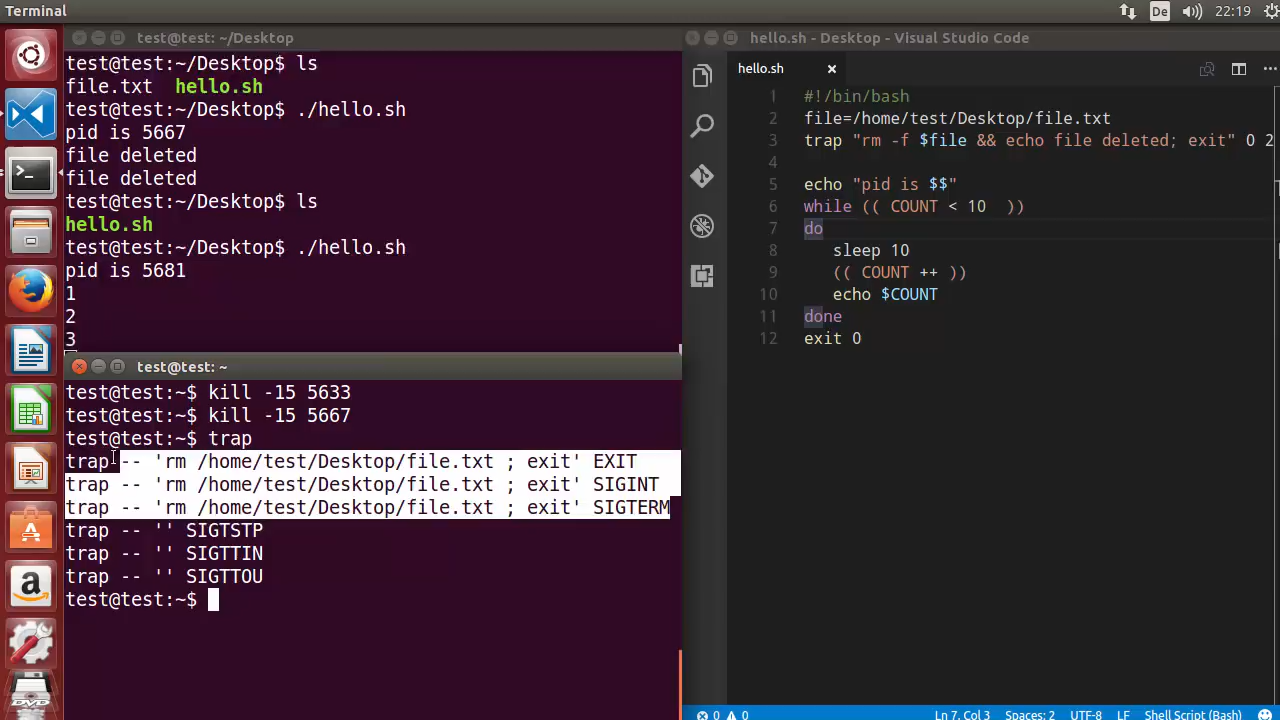 Terminal
De
22:19
test@test: ~/Desktop
test@test:~/Desktop$ ls
file.txt  hello.sh
test@test:~/Desktop$ ./hello.sh
pid is 5667
file deleted
file deleted
test@test:~/Desktop$ ls
hello.sh
test@test:~/Desktop$ ./hello.sh
pid is 5681
1
2
3
test@test: ~
test@test:~$ kill -15 5633
test@test:~$ kill -15 5667
test@test:~$ trap
trap -- 'rm /home/test/Desktop/file.txt ; exit' EXIT
trap -- 'rm /home/test/Desktop/file.txt ; exit' SIGINT
trap -- 'rm /home/test/Desktop/file.txt ; exit' SIGTERM
trap -- '' SIGTSTP
trap -- '' SIGTTIN
trap -- '' SIGTTOU
test@test:~$
hello.sh - Desktop - Visual Studio Code
hello.sh
1 #!/bin/bash
2 file=/home/test/Desktop/file.txt
3 trap "rm -f $file && echo file deleted; exit" 0 2
4
5 echo "pid is $$"
6 while (( COUNT < 10  ))
7 do
8    sleep 10
9    (( COUNT ++ ))
10    echo $COUNT
11 done
12 exit 0
0 0
Ln 7, Col 3
Spaces: 2
UTF-8
LF
Shell Script (Bash)